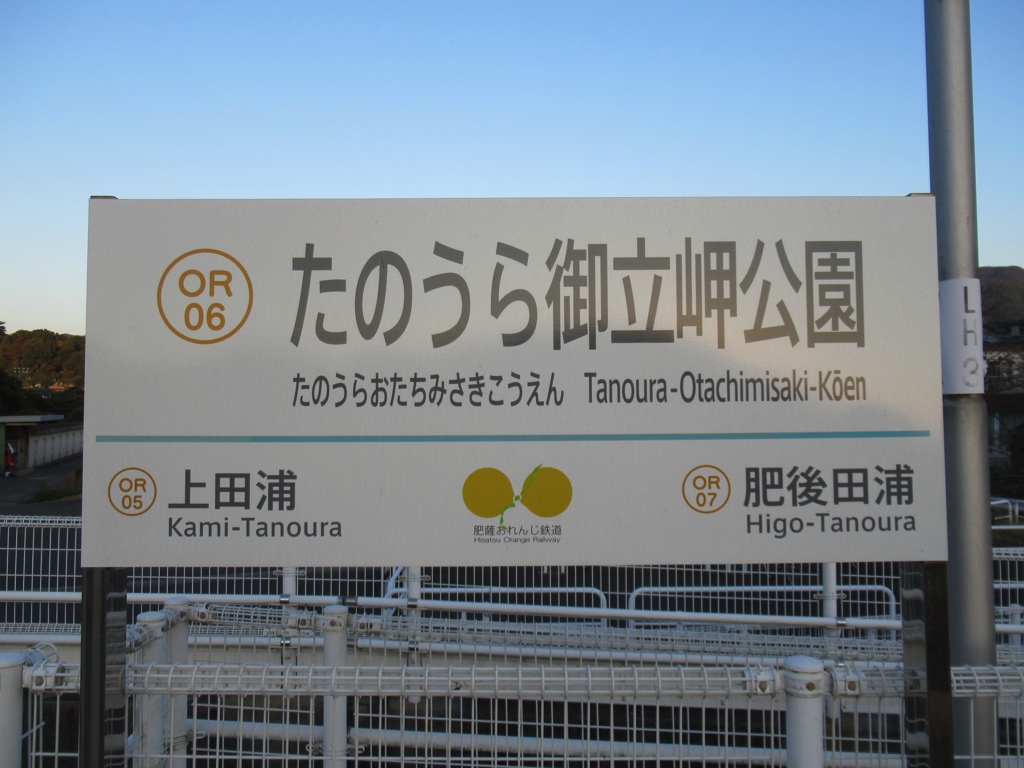 OR
06
たのうら御立岬公園
たのうらおたちみさきこうえん Tanoura-Otachimisaki-Kōen
OR
05
上田浦
Kami-Tanoura
肥薩おれんじ鉄道
Hisatsu Orange Railway
OR
07
肥後田浦
Higo-Tanoura
LH3